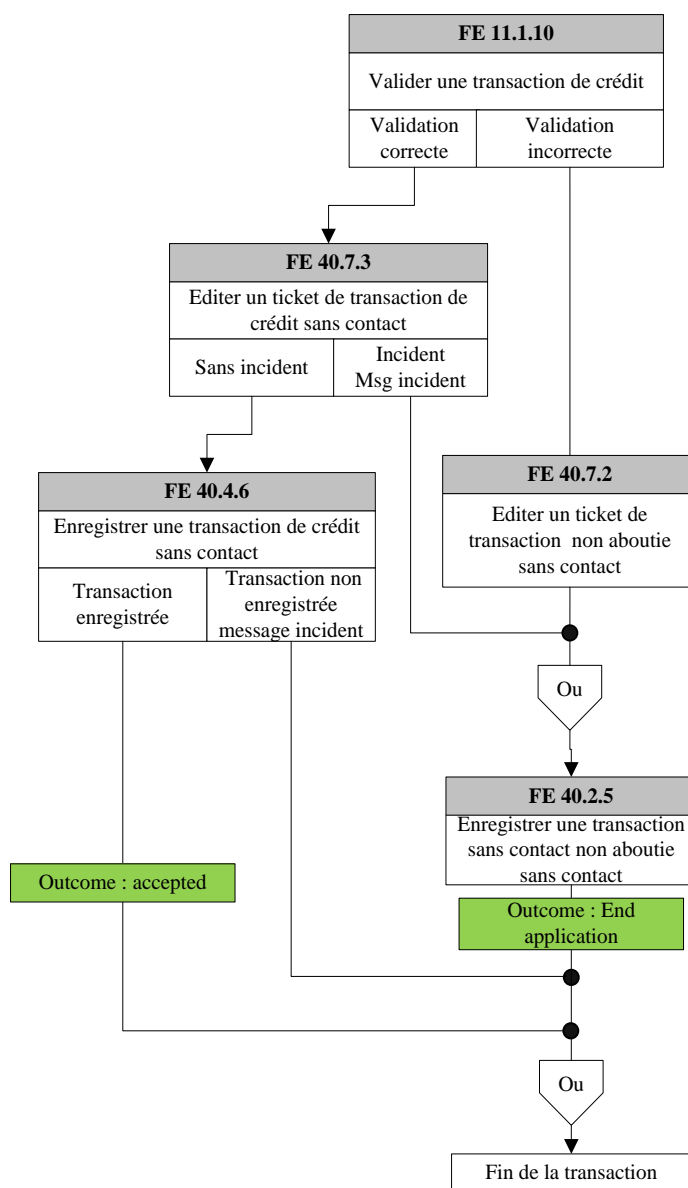 FE 11.1.10
Valider une transaction de crédit
Validation
correcte
Validation
incorrecte
FE 40.7.3
Editer un ticket de transaction de
crédit sans contact
Sans incident
Incident
Msg incident
FE 40.4.6
Enregistrer une transaction de crédit
sans contact
Transaction
enregistrée
Transaction non
enregistrée
message incident
FE 40.7.2
Editer un ticket de
transaction non aboutie
sans contact
Ou
FE 40.2.5
Enregistrer une transaction
sans contact non aboutie
sans contact
Outcome : accepted
Outcome : End
application
Ou
Fin de la transaction